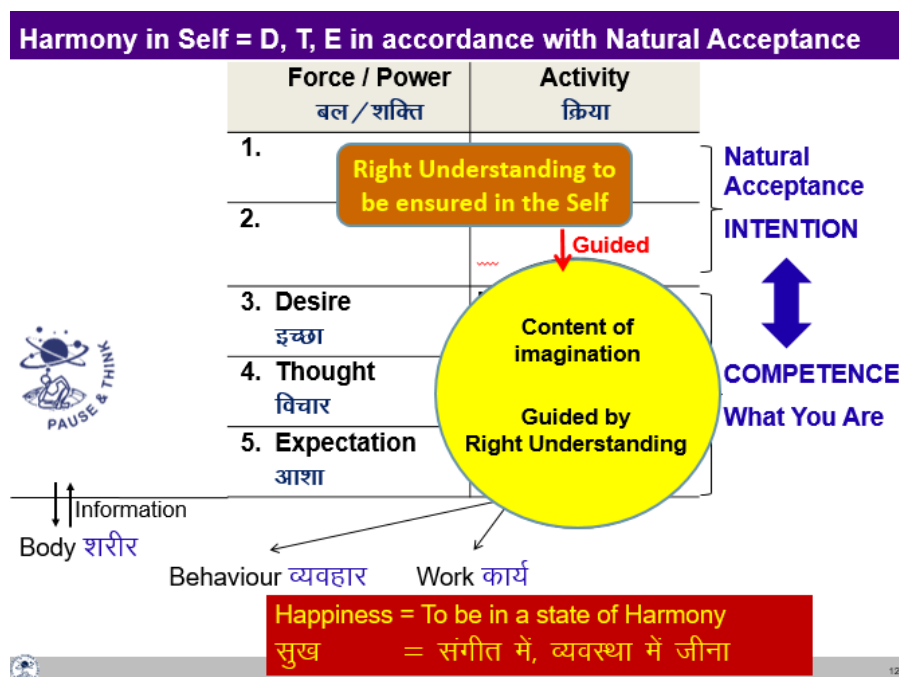 Harmony in Self = D, T, E in accordance with Natural Acceptance
Force / Power
बल / शक्ति
Activity
क्रिया
1.
Right Understanding to
be ensured in the Self
Natural
Acceptance
INTENTION
2.
Guided
3. Desire
इच्छा
Content of
imagination
4. Thought
विचार
COMPETENCE
What You Are
Guided by
Right Understanding
5. Expectation
आशा
PAUSE & THINK
Information
Body शरीर
Behaviour व्यवहार
Work कार्य
Happiness = To be in a state of Harmony
सुख = संगीत में, व्यवस्था में जीना
12